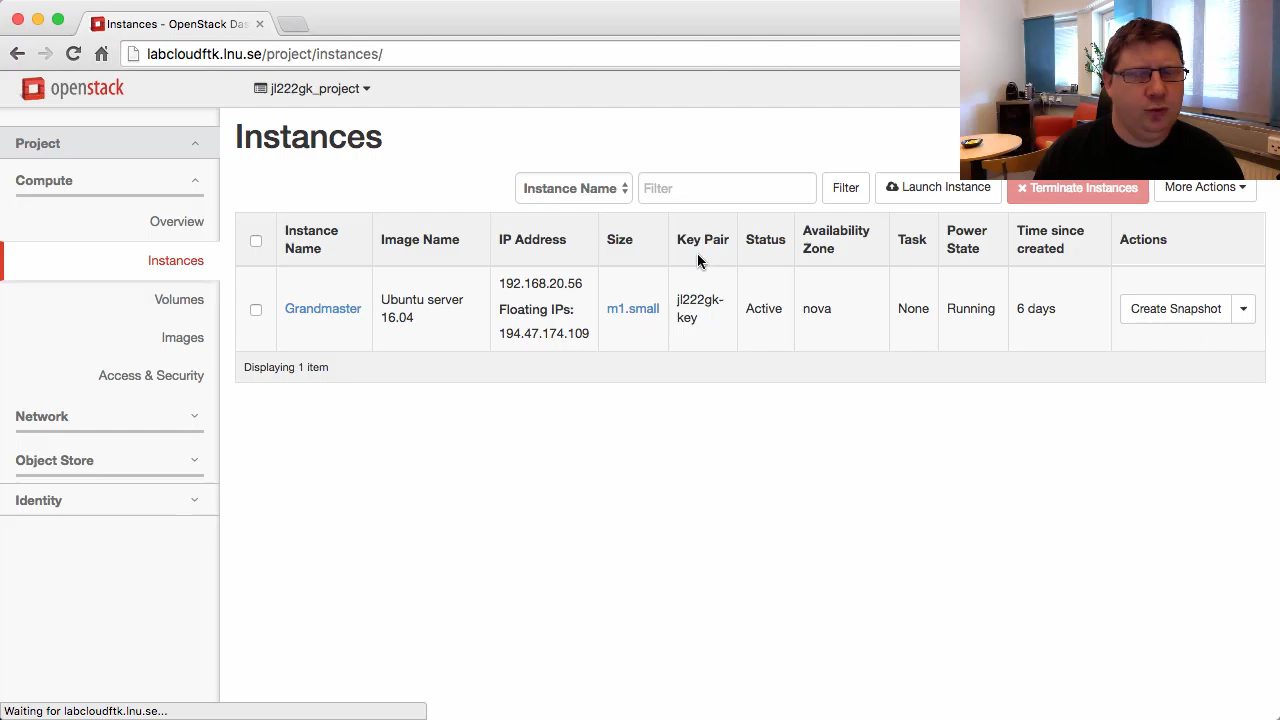 Instances - OpenStack Das
labcloudftk.lnu.se/project/instances/
openstack
jl222gk_project
Project
Compute
Overview
Instances
Volumes
Images
Access & Security
Network
Object Store
Identity
Instances
Instance Name
Filter
Filter
Launch Instance
Terminate Instances
More Actions
Instance
Name
Image Name
IP Address
Size
Key Pair
Status
Availability
Zone
Task
Power
State
Time since
created
Actions
Grandmaster
Ubuntu server
16.04
192.168.20.56
Floating IPs:
194.47.174.109
m1.small
jl222gk-
key
Active
nova
None
Running
6 days
Create Snapshot
Displaying 1 item
Waiting for labcloudftk.lnu.se...